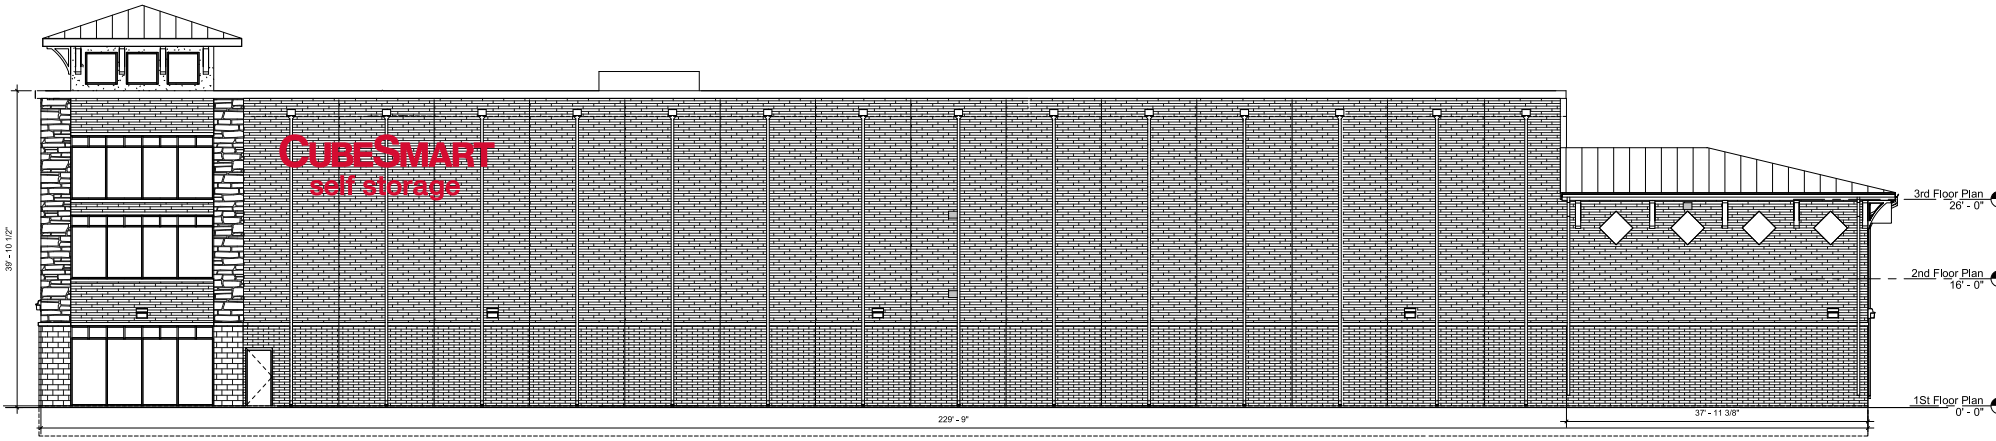 CUBESMART
self storage
3rd Floor Plan
26' - 0"
39' - 10 1/2"
2nd Floor Plan
16' - 0"
1St Floor Plan
0' - 0"
229' - 9"
37' - 11 3/8"